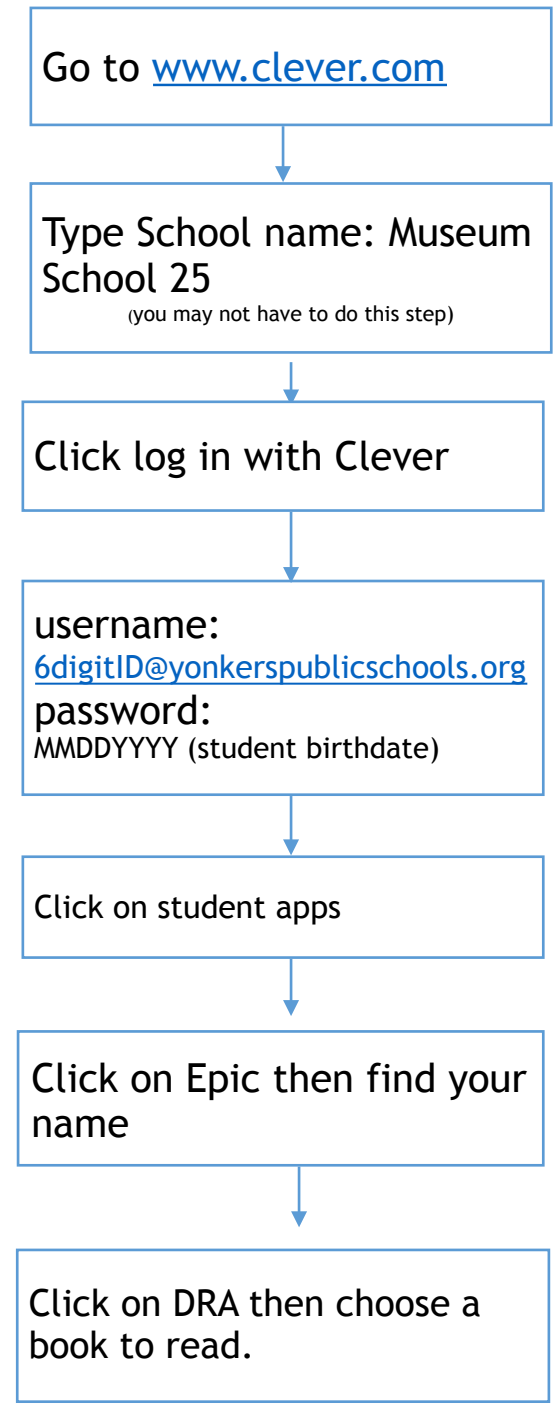 Go to www.clever.com
Type School name: Museum
School 25
(you may not have to do this step)
Click log in with Clever
username:
6digitID@yonkerspublicschools.org
password:
MMDDYYYY (student birthdate)
Click on student apps
Click on Epic then find your
name
Click on DRA then choose a
book to read.